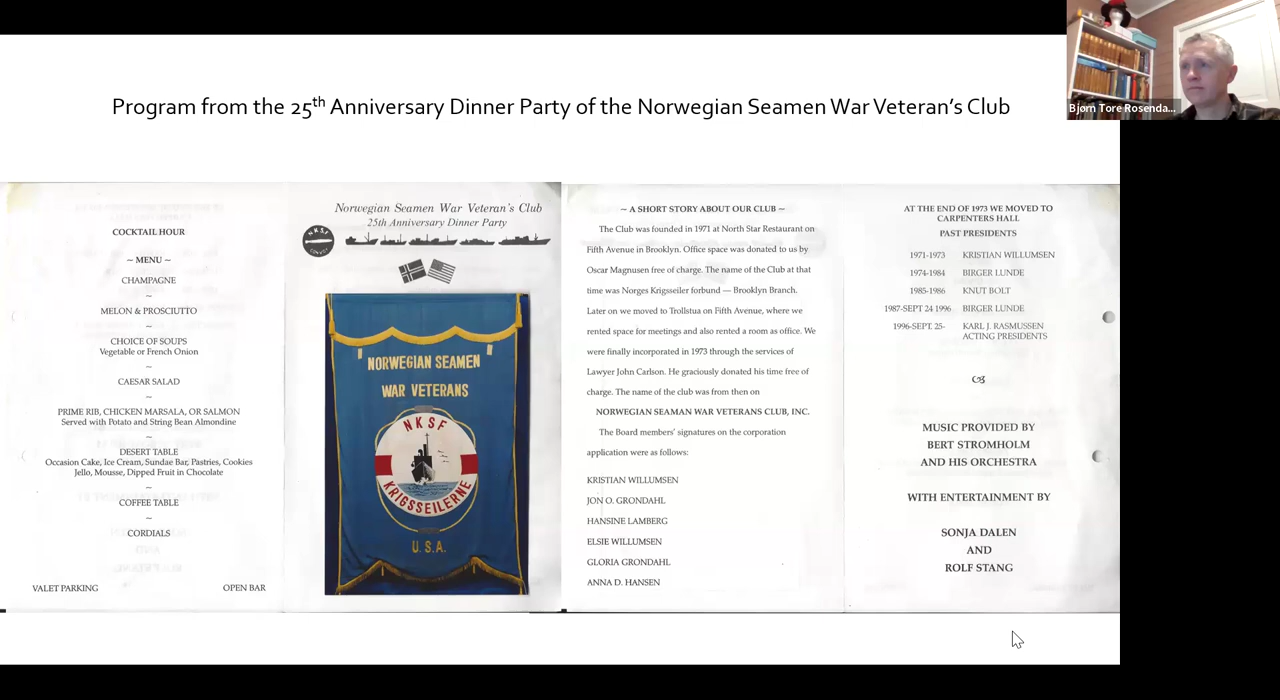 Program from the 25th Anniversary Dinner Party of the Norwegian Seamen War Veteran's Club
Bjørn Tore Rosenda...
COCKTAIL HOUR
~ MENU ~
CHAMPAGNE
~
MELON & PROSCIUTTO
~
CHOICE OF SOUPS
Vegetable or French Onion
~
CAESAR SALAD
~
PRIME RIB, CHICKEN MARSALA, OR SALMON
Served with Potato and String Bean Almondine
~
DESERT TABLE
Occasion Cake, Ice Cream, Sundae Bar, Pastries, Cookies
Jello, Mousse, Dipped Fruit in Chocolate
~
COFFEE TABLE
~
CORDIALS
VALET PARKING
OPEN BAR
Norwegian Seamen War Veteran's Club
25th Anniversary Dinner Party
NKSF
NORWEGIAN SEAMEN
WAR VETERANS
NKSF
KRIGSSEILERNE
U.S.A.
~ A SHORT STORY ABOUT OUR CLUB ~
The Club was founded in 1971 at North Star Restaurant on
Fifth Avenue in Brooklyn. Office space was donated to us by
Oscar Magnusen free of charge. The name of the Club at that
time was Norges Krigsseiler forbund — Brooklyn Branch.
Later on we moved to Trollstua on Fifth Avenue, where we
rented space for meetings and also rented a room as office. We
were finally incorporated in 1973 through the services of
Lawyer John Carlson. He graciously donated his time free of
charge. The name of the club was from then on
NORWEGIAN SEAMAN WAR VETERANS CLUB, INC.
The Board members' signatures on the corporation
application were as follows:
KRISTIAN WILLUMSEN
JON O. GRONDAHL
HANSINE LAMBERG
ELSIE WILLUMSEN
GLORIA GRONDAHL
ANNA D. HANSEN
AT THE END OF 1973 WE MOVED TO
CARPENTERS HALL
PAST PRESIDENTS
1971-1973 KRISTIAN WILLUMSEN
1974-1984 BIRGER LUNDE
1985-1986 KNUT BOLT
1987-SEPT 24 1996 BIRGER LUNDE
1996-SEPT. 25- KARL J. RASMUSSEN
ACTING PRESIDENTS
MUSIC PROVIDED BY
BERT STROMHOLM
AND HIS ORCHESTRA
WITH ENTERTAINMENT BY
SONJA DALEN
AND
ROLF STANG